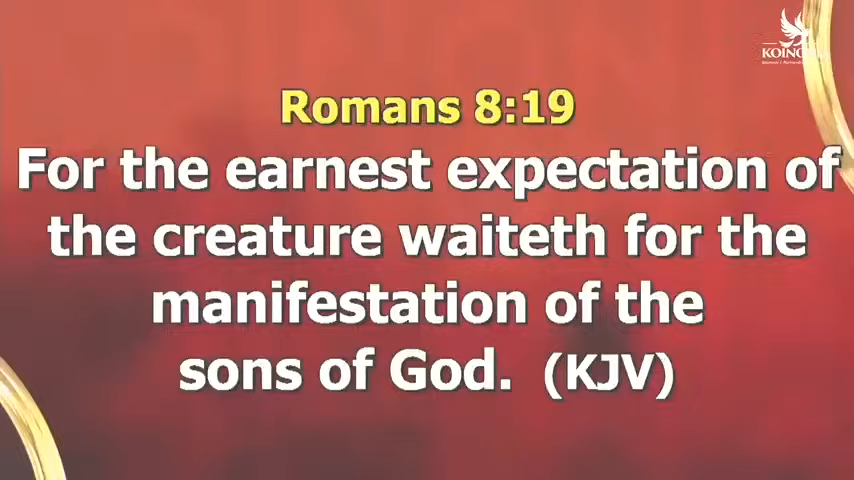 KOINO
Romans 8:19
For the earnest expectation of
the creature waiteth for the
manifestation of the
sons of God. (KJV)